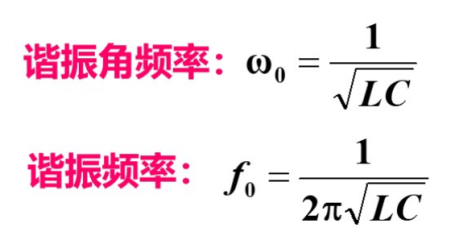 谐振角频率：ω₀ = 1/√LC
谐振频率： f₀ = 1/2π√LC